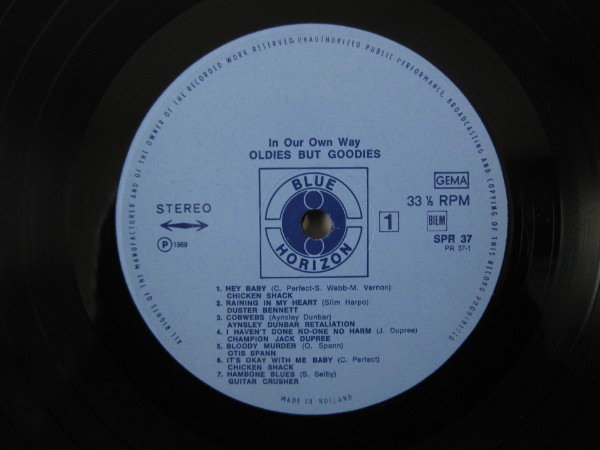 ALL RIGHTS OF THE MANUFACTURER AND OF THE OWNER OF THE RECORDED WORK RESERVED. UNAUTHORIZED PUBLIC PERFORMANCE, BROADCASTING AND COPYING OF THIS RECORD PROHIBITED
In Our Own Way
OLDIES BUT GOODIES
BLUE
HORIZON
STEREO
P 1969
GEMA
33 1/3 RPM
1
BIEM
SPR 37
PR 37-1
1. HEY BABY (C. Perfect-S. Webb-M. Vernon)
CHICKEN SHACK
2. RAINING IN MY HEART (Slim Harpo)
DUSTER BENNETT
3. COBWEBS (Aynsley Dunbar)
AYNSLEY DUNBAR RETALIATION
4. I HAVEN'T DONE NO-ONE NO HARM (J. Dupree)
CHAMPION JACK DUPREE
5. BLOODY MURDER (O. Spann)
OTIS SPANN
6. IT'S OKAY WITH ME BABY (C. Perfect)
CHICKEN SHACK
7. HAMBONE BLUES (S. Selby)
GUITAR CRUSHER
MADE IN HOLLAND